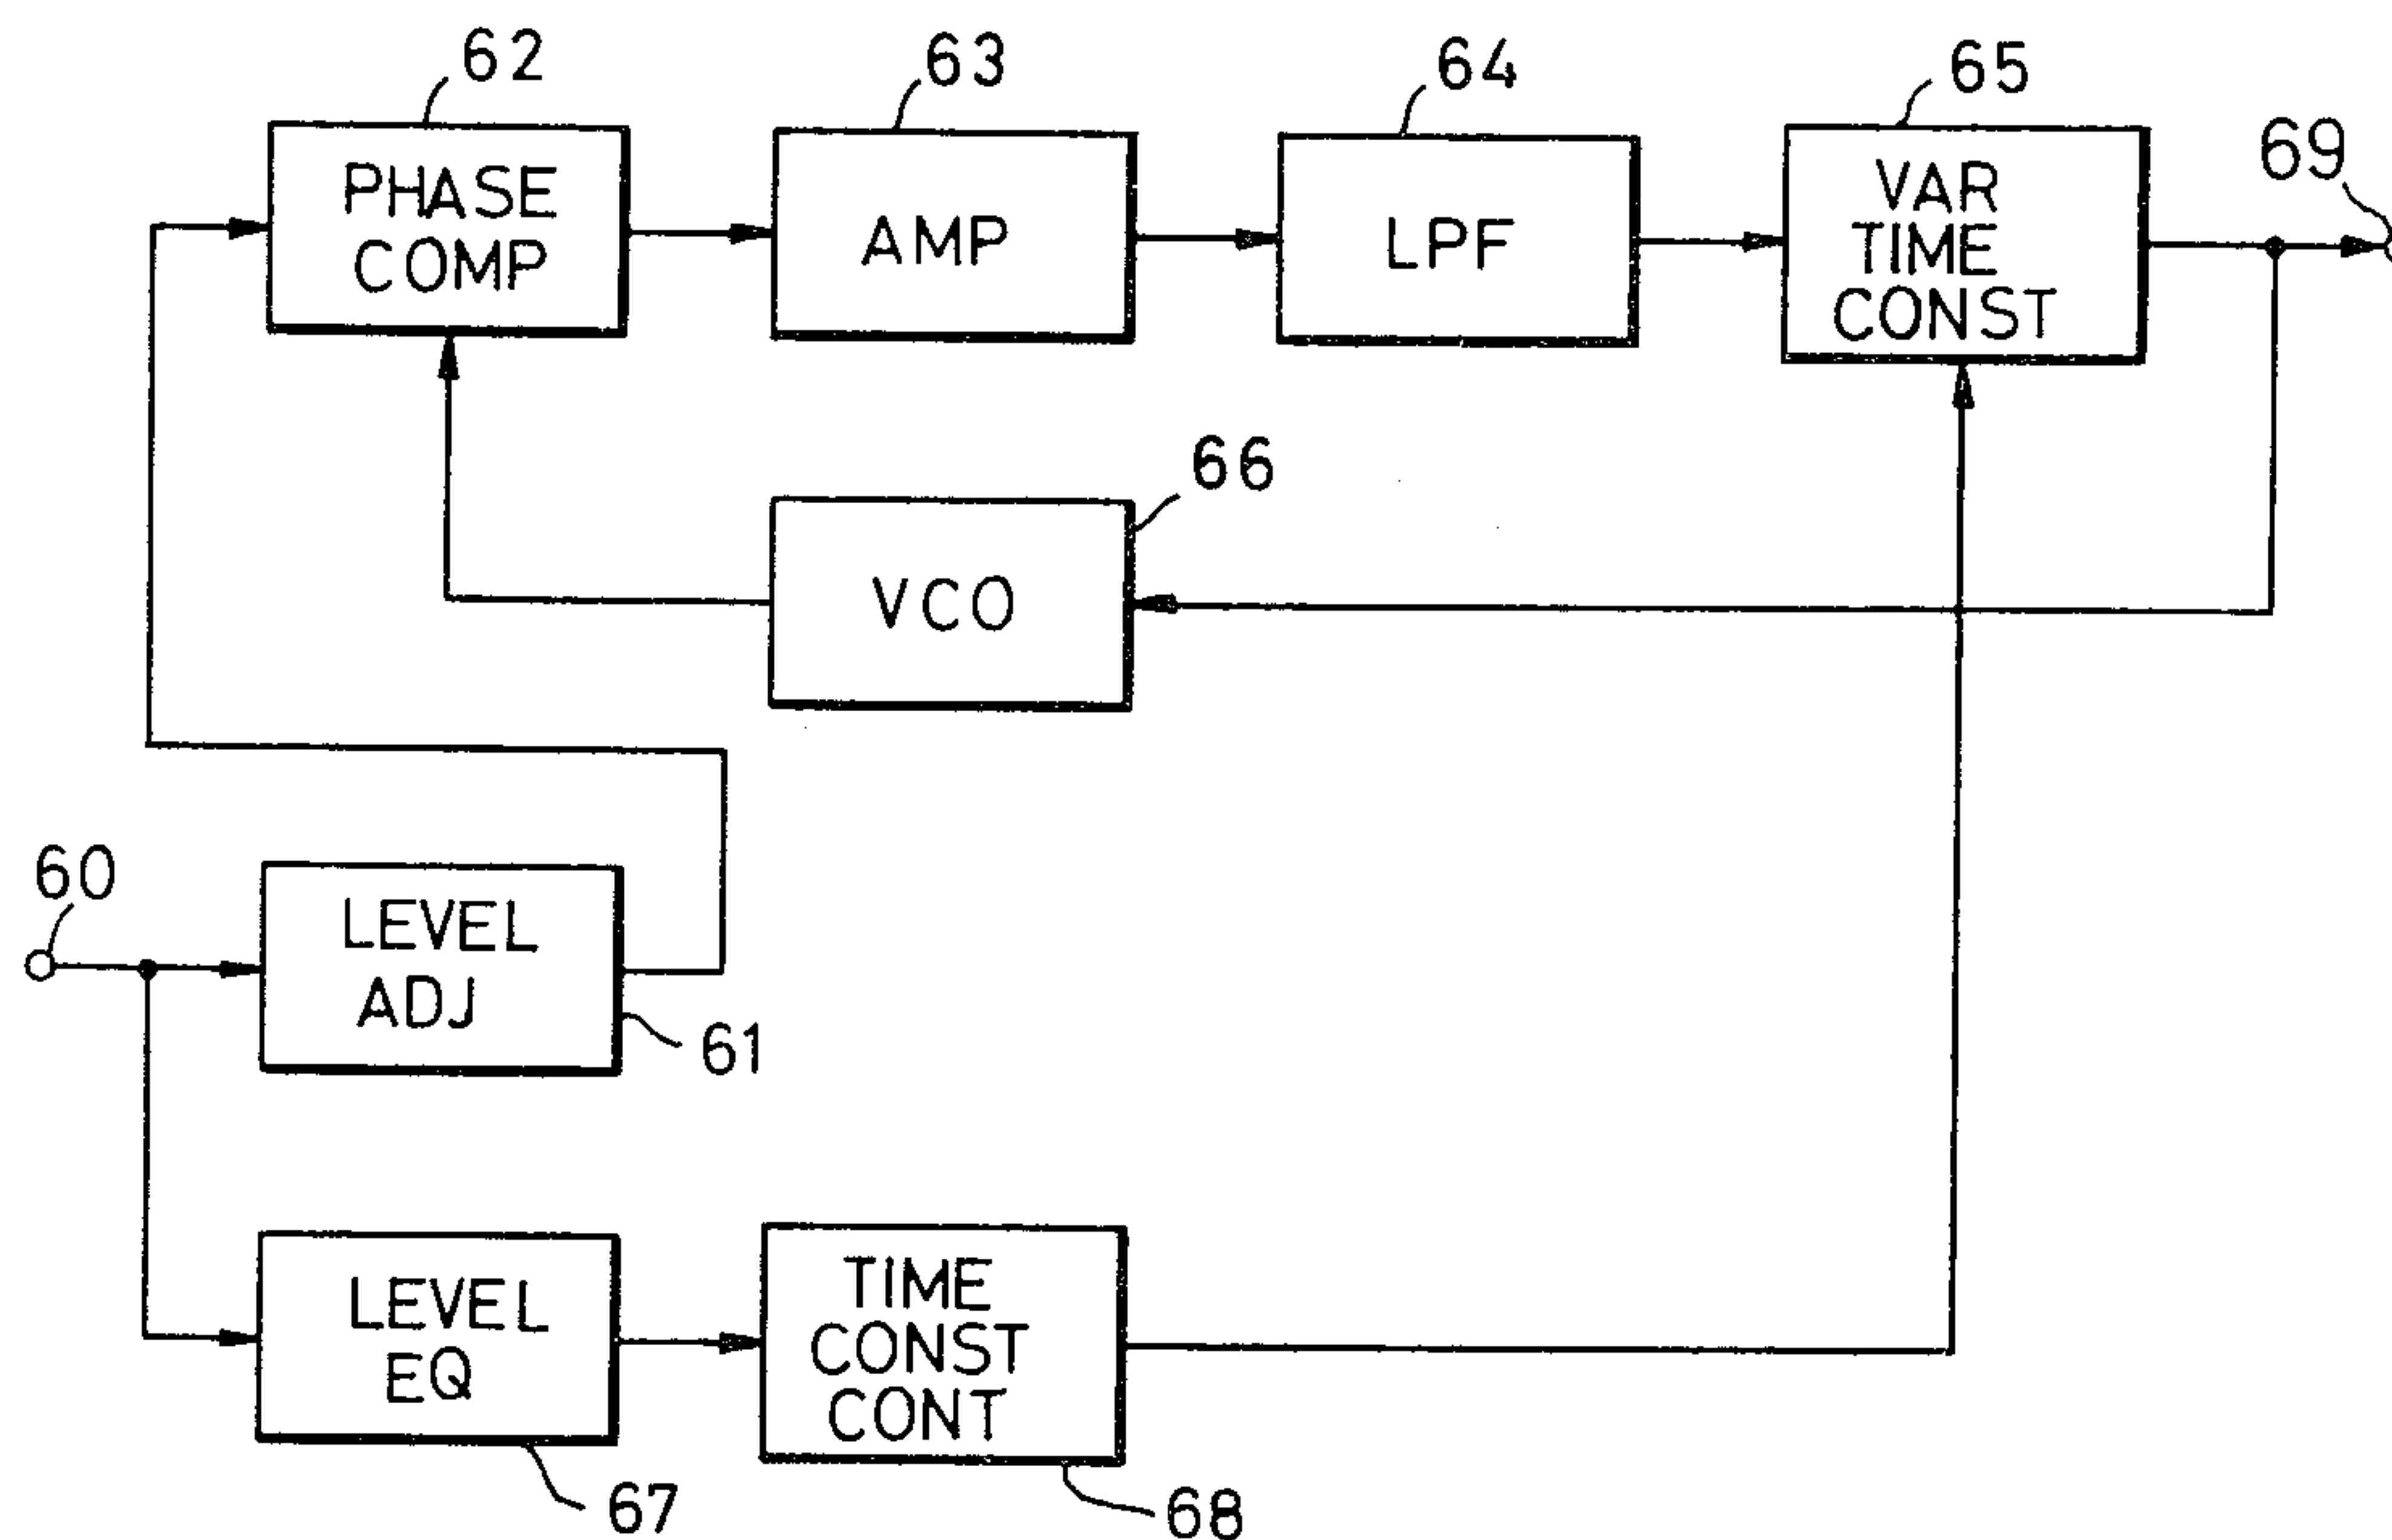 62
63
64
65
69
PHASE
COMP
AMP
LPF
VAR
TIME
CONST
66
VCO
60
LEVEL
ADJ
61
LEVEL
EQ
TIME
CONST
CONT
67
68